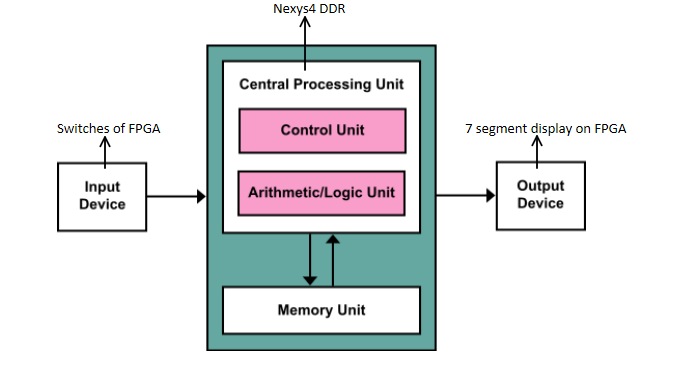 Nexys4 DDR
Central Processing Unit
Control Unit
Switches of FPGA
7 segment display on FPGA
Input
Device
Arithmetic/Logic Unit
Output
Device
Memory Unit